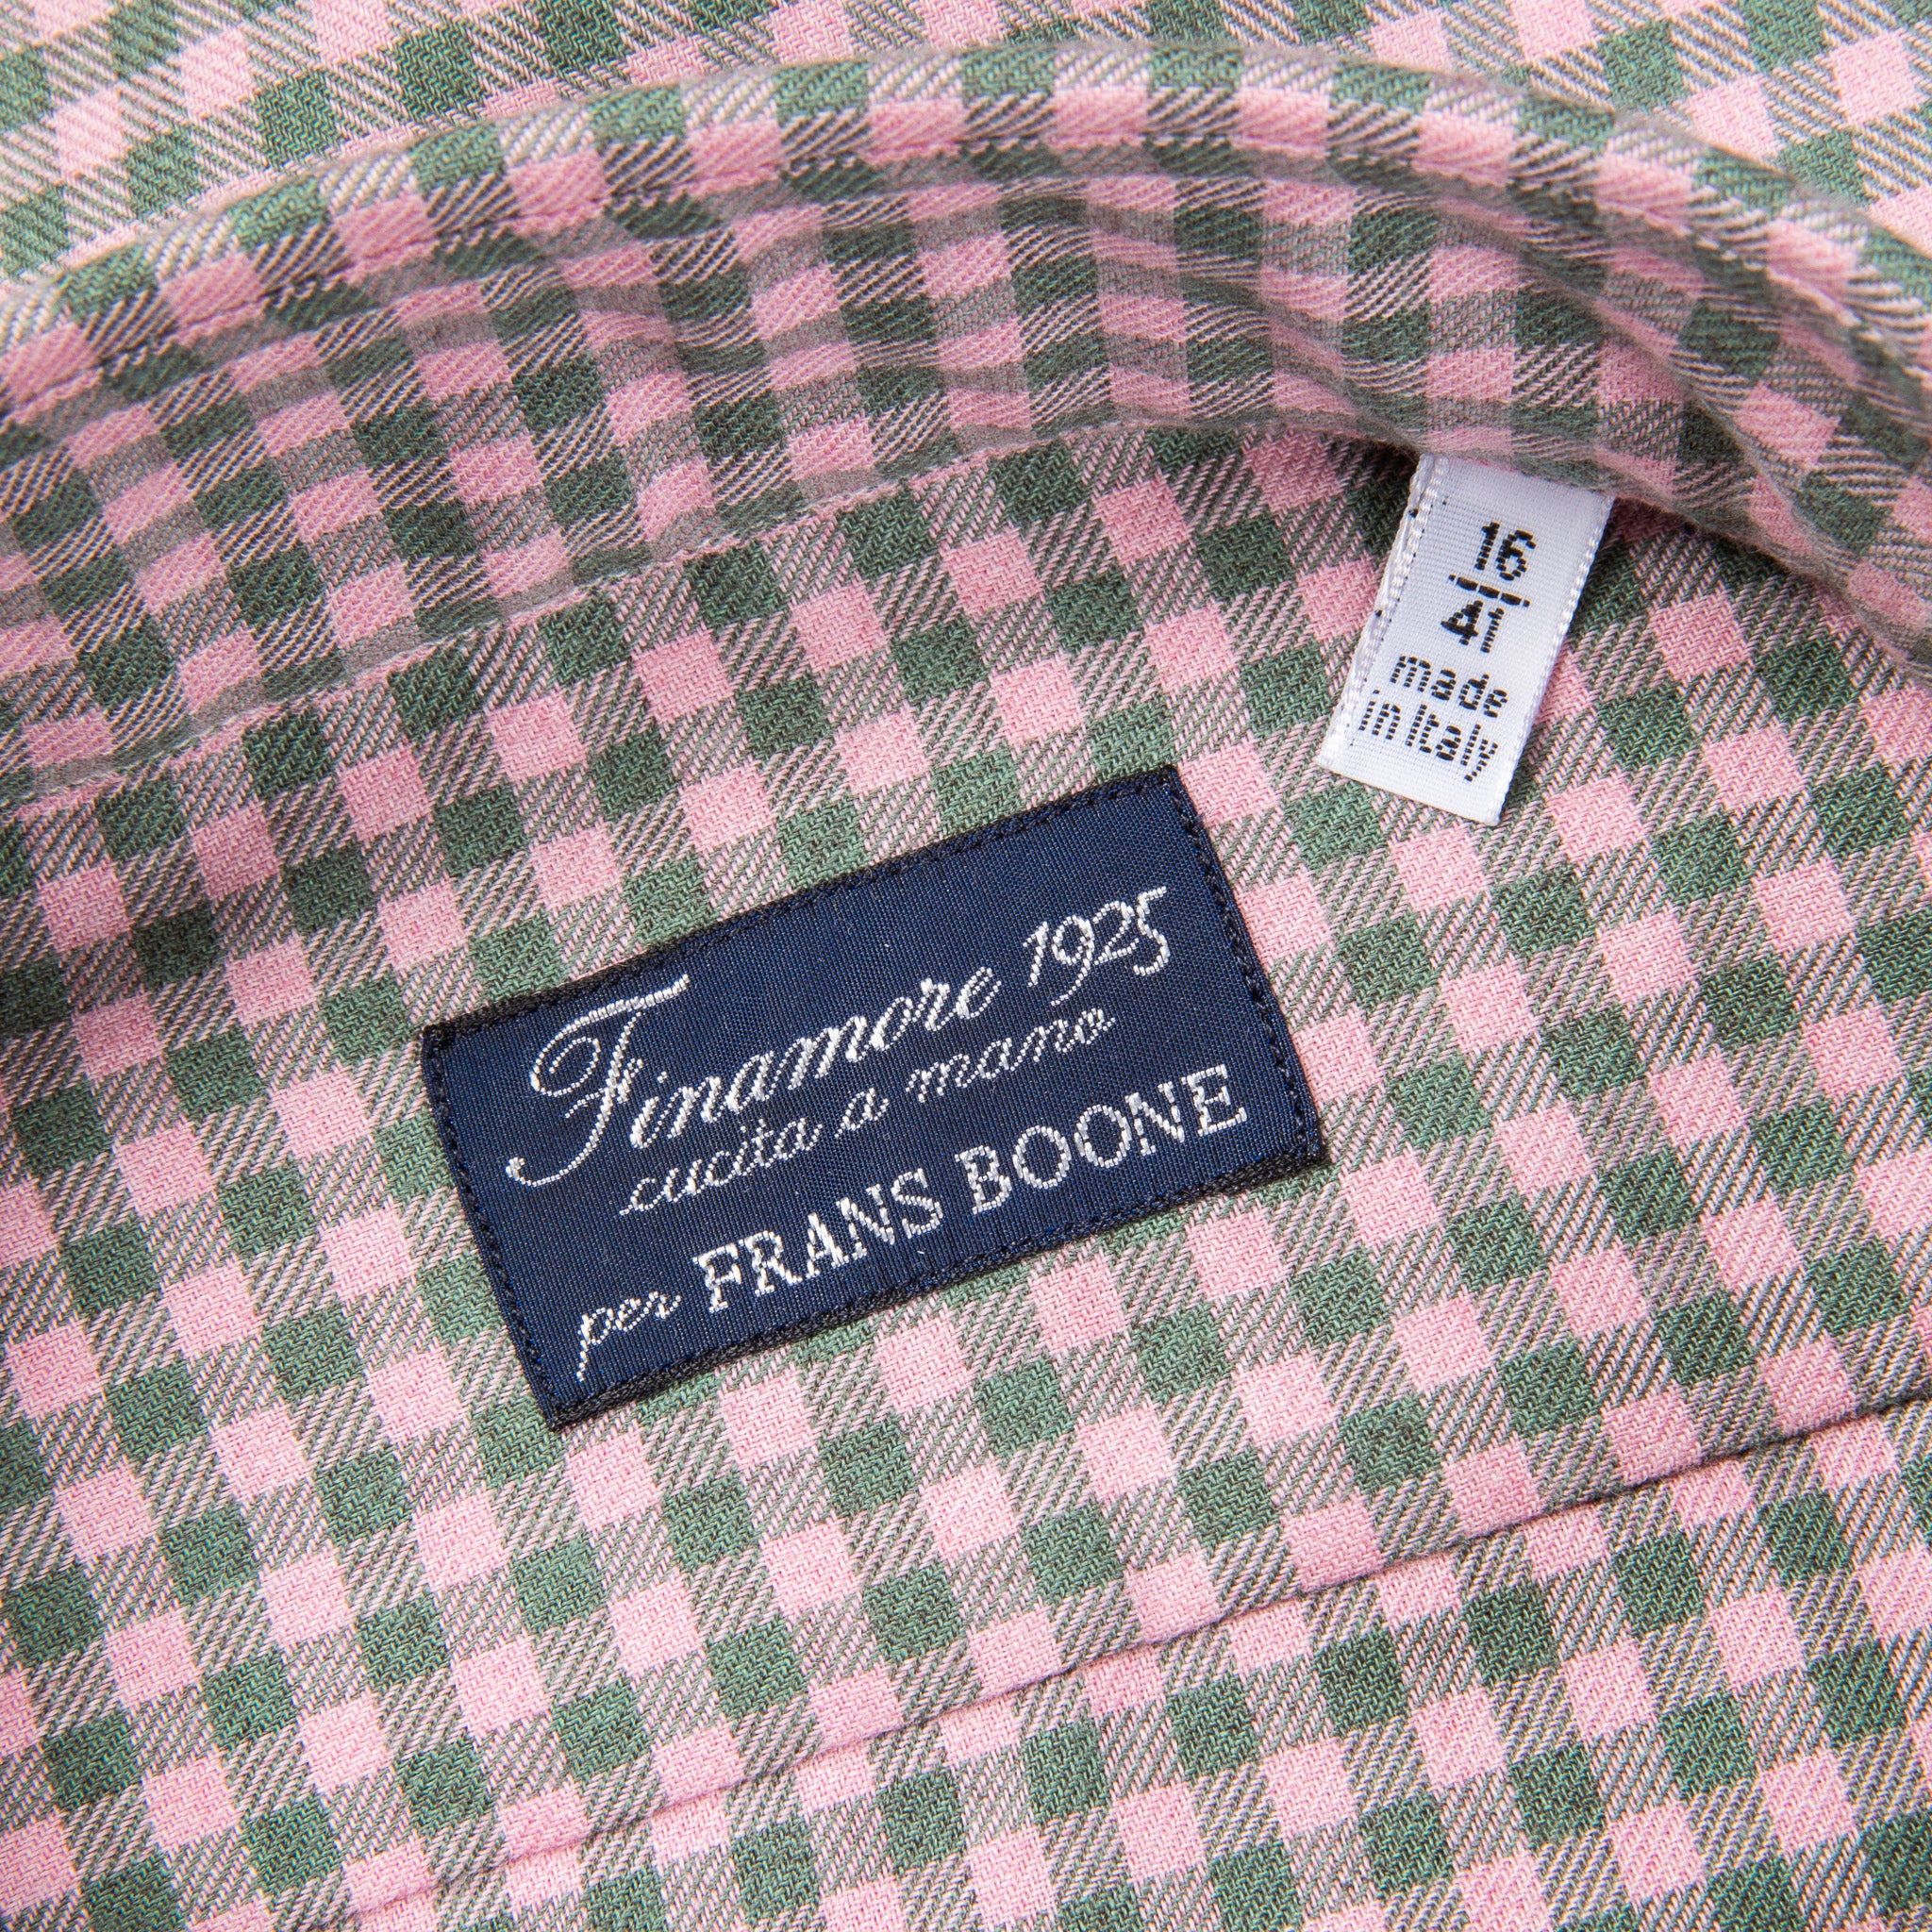 16
41
made
in Italy
Finamore 1925
cucita a mano
per FRANS BOONE